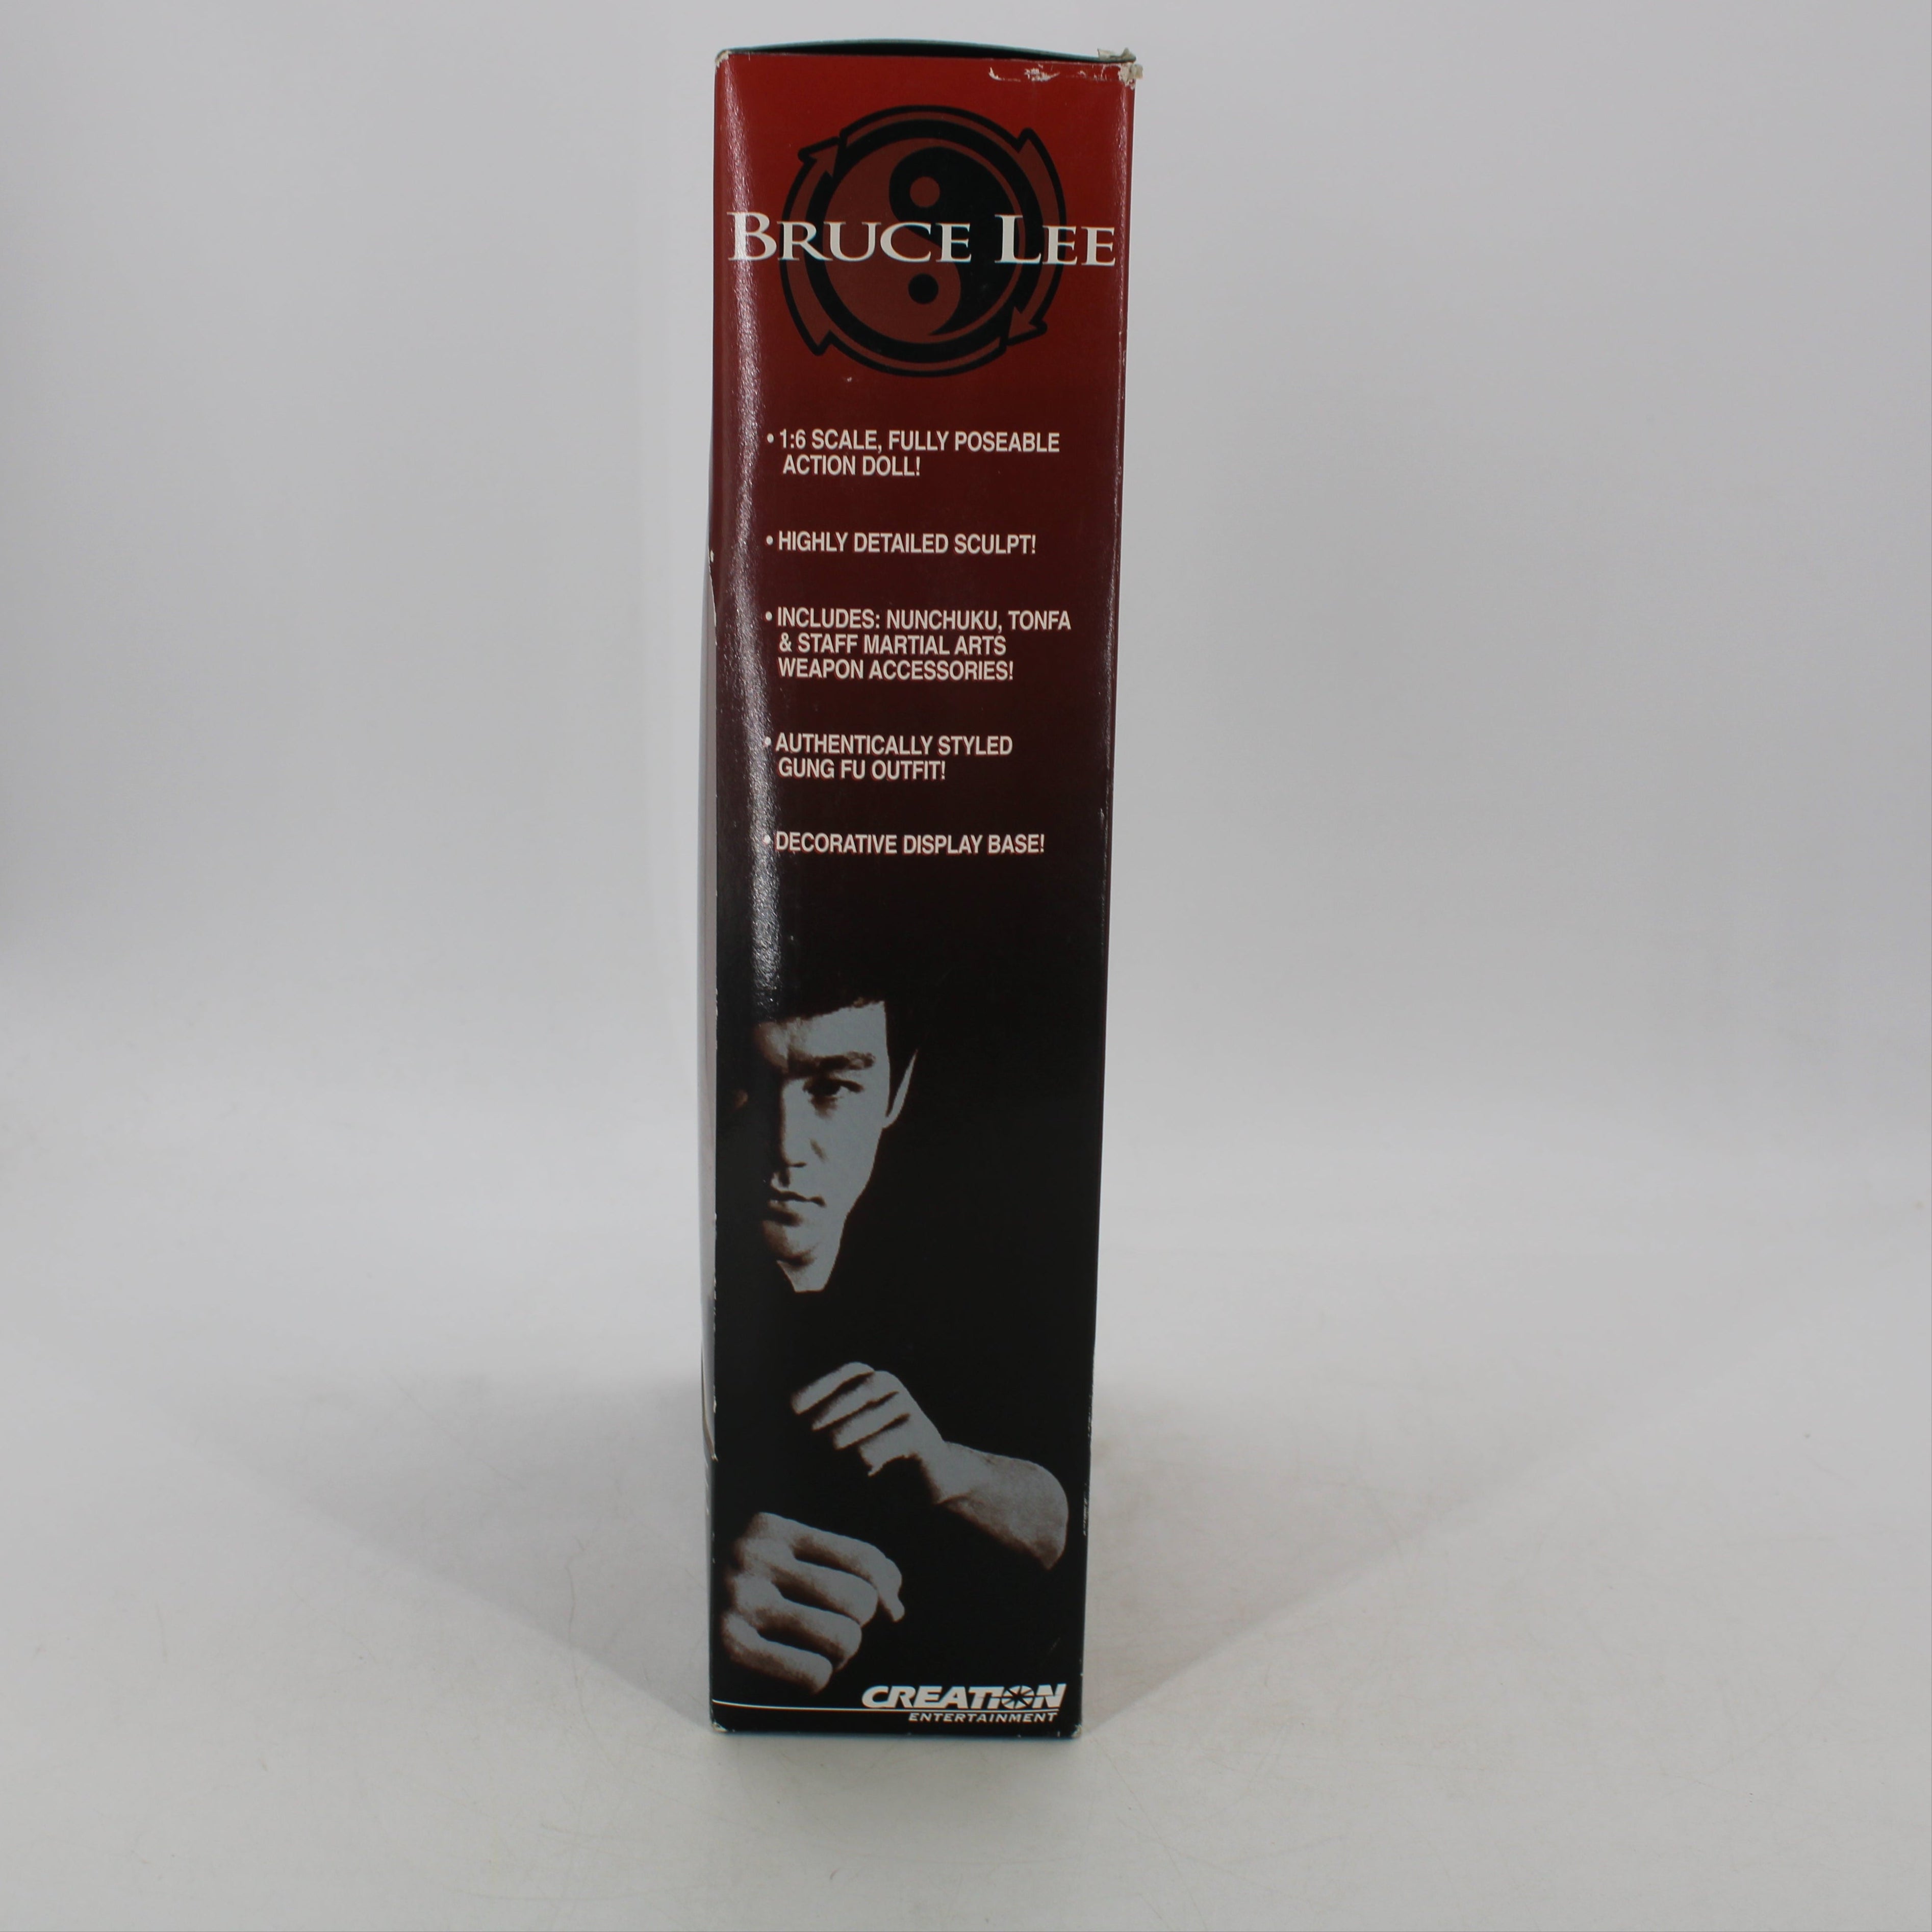 BRUCE LEE
• 1:6 SCALE, FULLY POSEABLE
ACTION DOLL!
• HIGHLY DETAILED SCULPT!
• INCLUDES: NUNCHUKU, TONFA
& STAFF MARTIAL ARTS
WEAPON ACCESSORIES!
• AUTHENTICALLY STYLED
GUNG FU OUTFIT!
• DECORATIVE DISPLAY BASE!
CREATION
ENTERTAINMENT